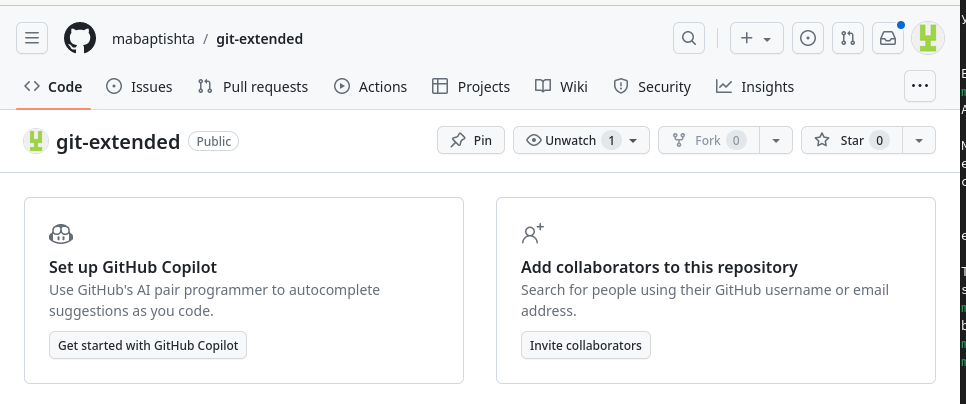 mabaptishta / git-extended
Code Issues Pull requests Actions Projects Wiki Security Insights
git-extended Public Pin Unwatch 1 Fork 0 Star 0
Set up GitHub Copilot
Use GitHub's AI pair programmer to autocomplete
suggestions as you code.
Get started with GitHub Copilot
Add collaborators to this repository
Search for people using their GitHub username or email
address.
Invite collaborators